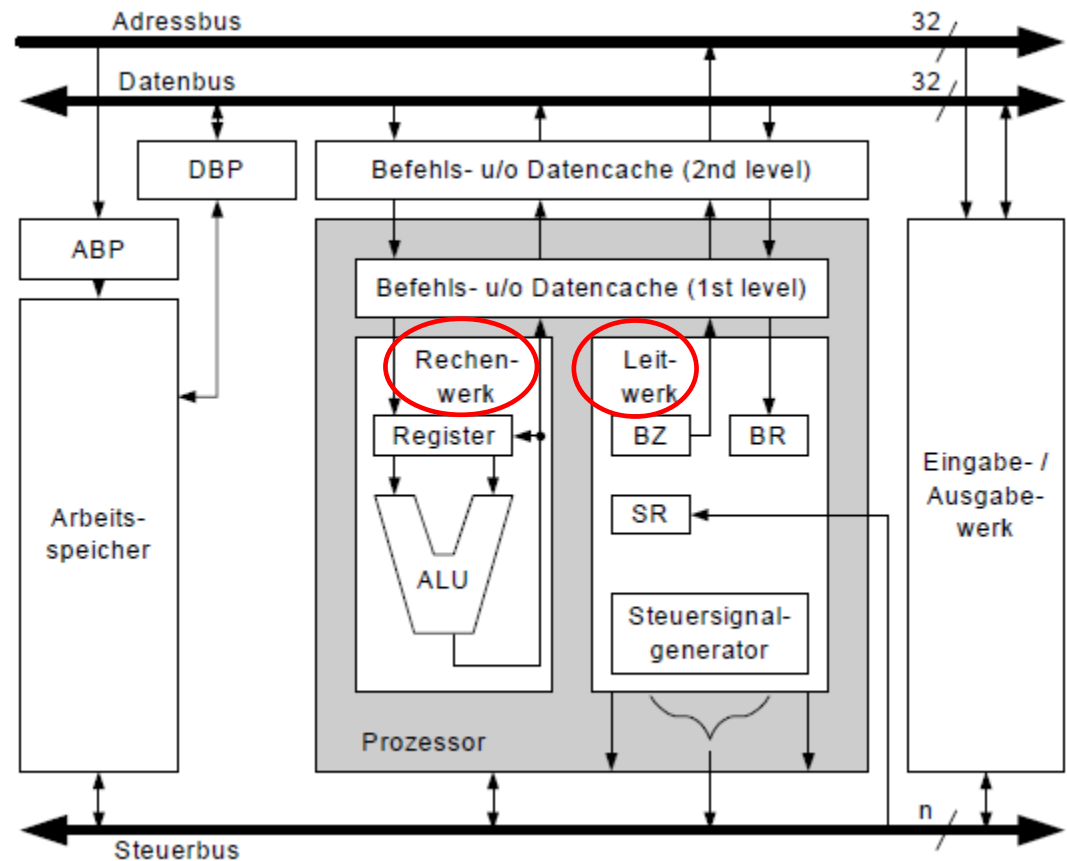 Adressbus
32
Datenbus
32
DBP
Befehls- u/o Datencache (2nd level)
ABP
Befehls- u/o Datencache (1st level)
Rechen-
werk
Leit-
werk
Register
BZ
BR
Eingabe- /
Ausgabe-
werk
Arbeits-
speicher
SR
ALU
Steuersignal-
generator
Prozessor
n
Steuerbus